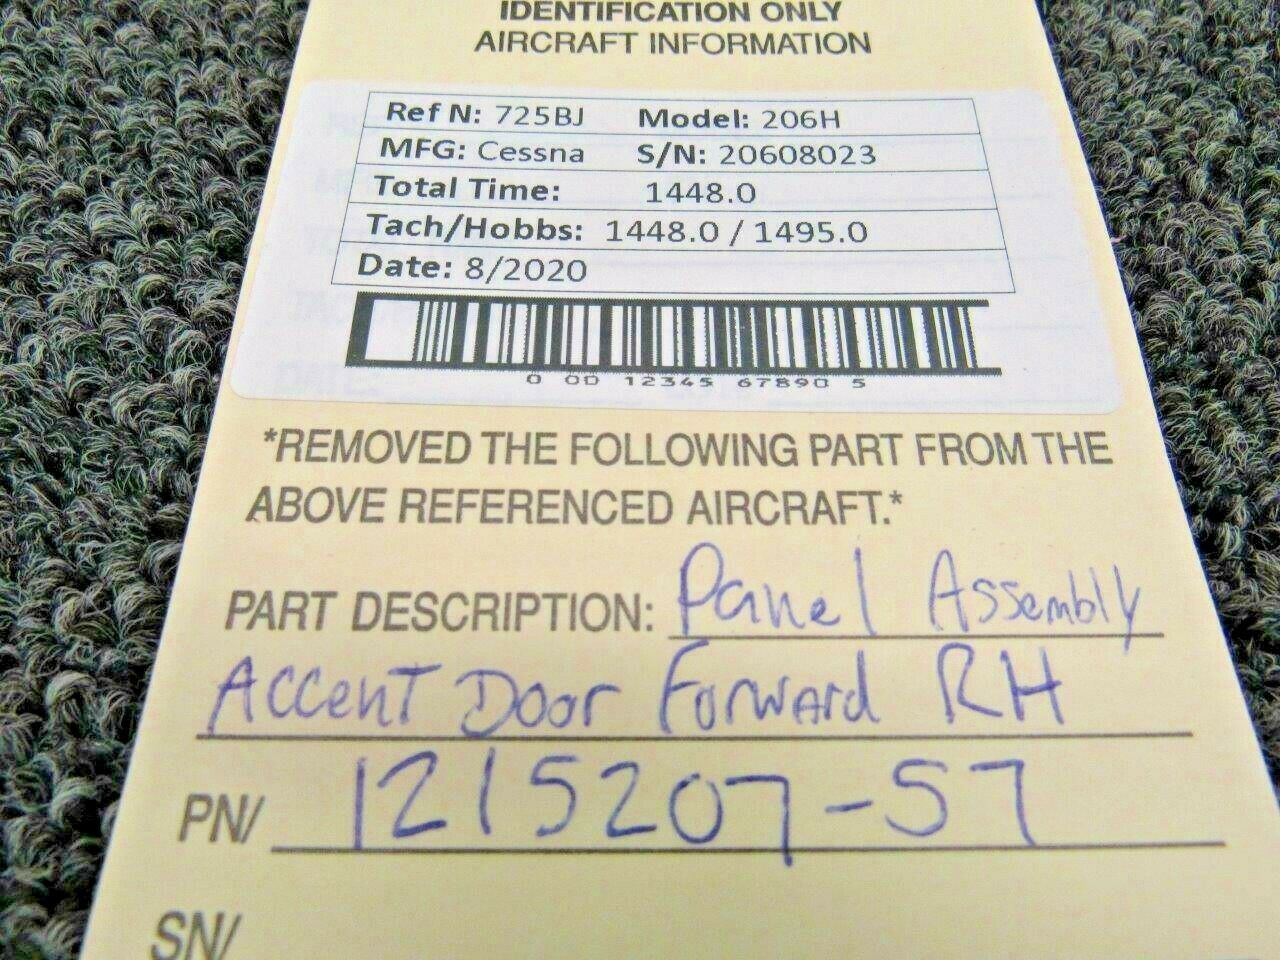 IDENTIFICATION ONLY
AIRCRAFT INFORMATION
Ref N: 725BJ Model: 206H
MFG: Cessna S/N: 20608023
Total Time: 1448.0
Tach/Hobbs: 1448.0 / 1495.0
Date: 8/2020
0 00 12345 67890 5
*REMOVED THE FOLLOWING PART FROM THE
ABOVE REFERENCED AIRCRAFT.*
PART DESCRIPTION: Panel Assembly
Accent Door Forward RH
PN/ 1215207-57
SN/